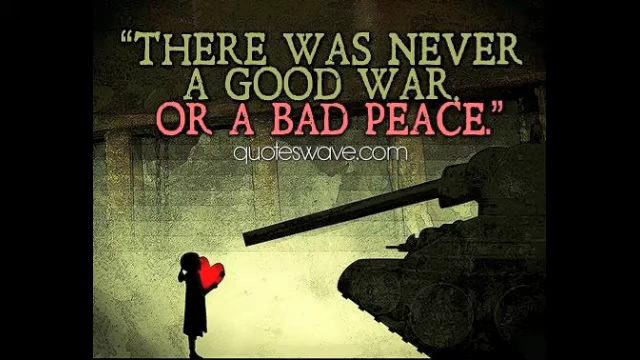 “THERE WAS NEVER
A GOOD WAR,
OR A BAD PEACE.”
quoteswave.com